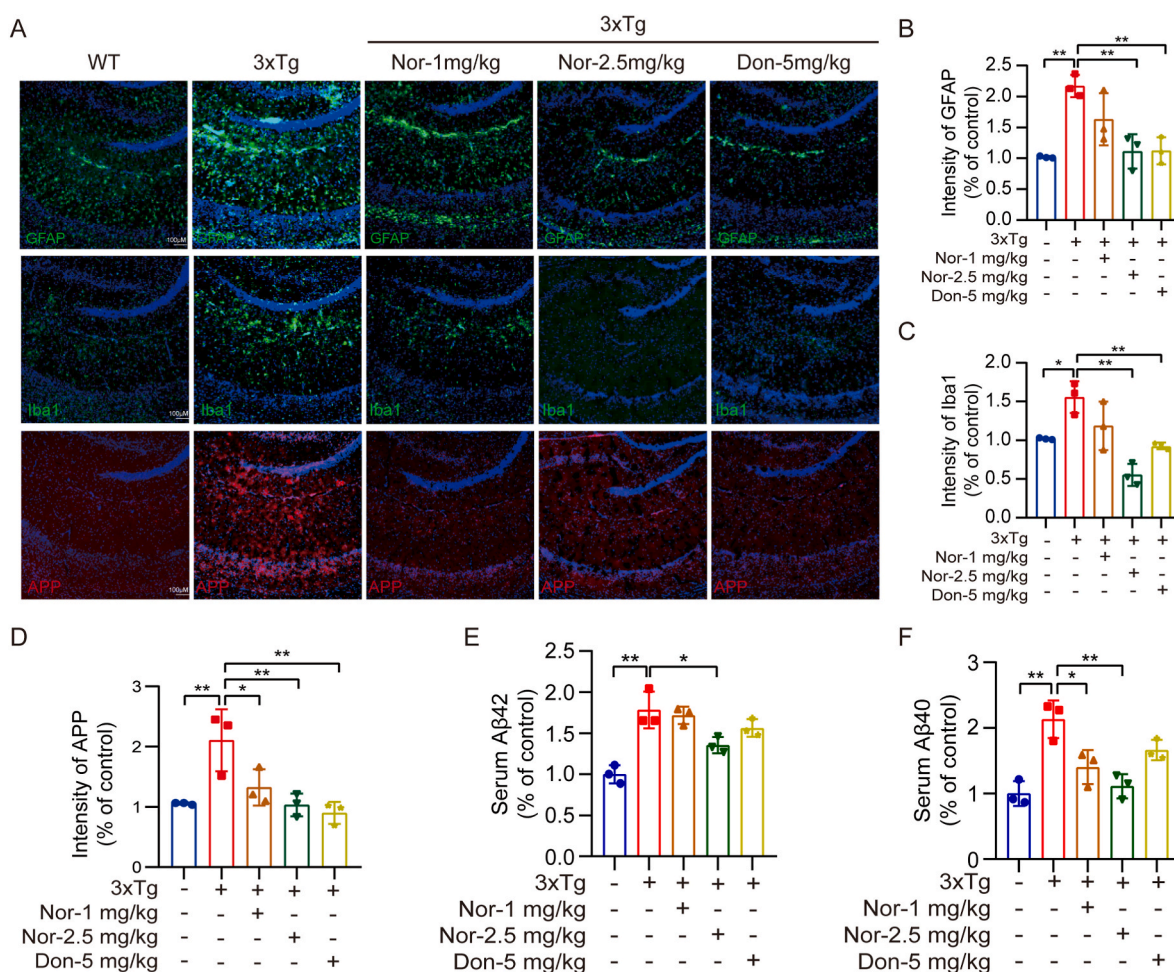 A
3xTg
WT 3xTg Nor-1mg/kg Nor-2.5mg/kg Don-5mg/kg
GFAP 100μM GFAP GFAP GFAP GFAP
Iba1 100μM Iba1 Iba1 Iba1 Iba1
APP 100μM APP APP APP APP
B
** ** **
Intensity of GFAP
(% of control)
2.5
2.0
1.5
1.0
0.5
0.0
3xTg - + + + +
Nor-1 mg/kg - - + - -
Nor-2.5 mg/kg - - - + -
Don-5 mg/kg - - - - +
C
* ** **
Intensity of Iba1
(% of control)
2.0
1.5
1.0
0.5
0.0
3xTg - + + + +
Nor-1 mg/kg - - + - -
Nor-2.5 mg/kg - - - + -
Don-5 mg/kg - - - - +
D
** * ** **
Intensity of APP
(% of control)
3
2
1
0
3xTg - + + + +
Nor-1 mg/kg - - + - -
Nor-2.5 mg/kg - - - + -
Don-5 mg/kg - - - - +
E
** *
Serum Aβ42
(% of control)
2.5
2.0
1.5
1.0
0.5
0.0
3xTg - + + + +
Nor-1 mg/kg - - + - -
Nor-2.5 mg/kg - - - + -
Don-5 mg/kg - - - - +
F
** * **
Serum Aβ40
(% of control)
3
2
1
0
3xTg - + + + +
Nor-1 mg/kg - - + - -
Nor-2.5 mg/kg - - - + -
Don-5 mg/kg - - - - +